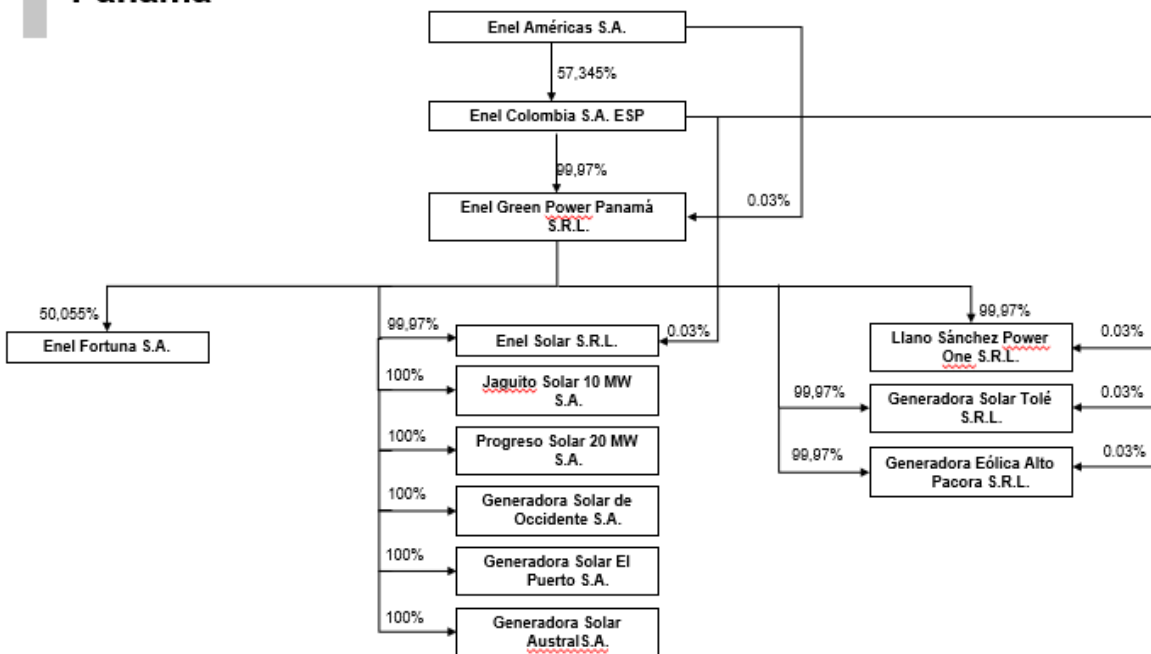 Panamá
Enel Américas S.A.
57,345%
Enel Colombia S.A. ESP
99,97%
Enel Green Power Panamá
S.R.L.
0.03%
50,055%
Enel Fortuna S.A.
99,97%
Enel Solar S.R.L.
0.03%
100%
Jaguito Solar 10 MW
S.A.
100%
Progreso Solar 20 MW
S.A.
100%
Generadora Solar de
Occidente S.A.
100%
Generadora Solar El
Puerto S.A.
100%
Generadora Solar
Austral S.A.
99,97%
Llano Sánchez Power
One S.R.L.
0.03%
99,97%
Generadora Solar Tolé
S.R.L.
0.03%
99,97%
Generadora Eólica Alto
Pacora S.R.L.
0.03%